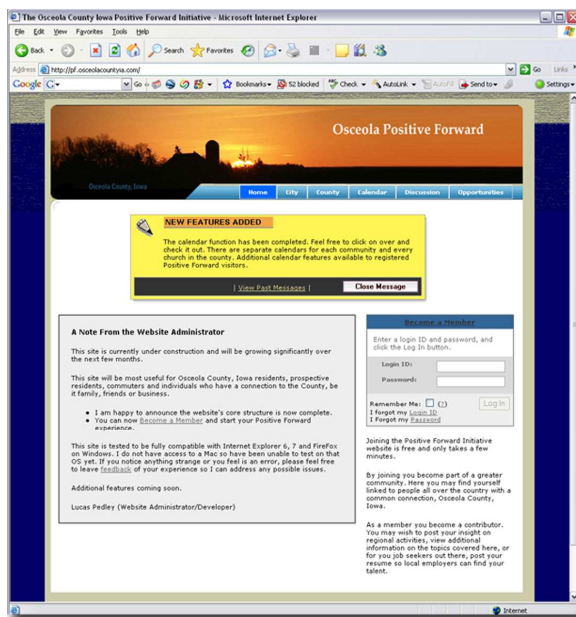 The Osceola County Iowa Positive Forward Initiative - Microsoft Internet Explorer
File Edit View Favorites Tools Help
Back Search Favorites
Address http://pf.osceolacountyia.com/ Go Links
Google G Go Bookmarks 52 blocked Check AutoLink AutoFill Send to Settings
Osceola Positive Forward
Osceola County, Iowa
Home City County Calendar Discussion Opportunities
NEW FEATURES ADDED
The calendar function has been completed. Feel free to click on over and
check it out. There are separate calendars for each community and every
church in the county. Additional calendar features available to registered
Positive Forward visitors.
| View Past Messages | Close Message
A Note From the Website Administrator
This site is currently under construction and will be growing significantly over
the next few months.
This site will be most useful for Osceola County, Iowa residents, prospective
residents, commuters and individuals who have a connection to the County, be
it family, friends or business.
• I am happy to announce the website's core structure is now complete.
• You can now Become a Member and start your Positive Forward
experience.
This site is tested to be fully compatible with Internet Explorer 6, 7 and FireFox
on Windows. I do not have access to a Mac so have been unable to test on that
OS yet. If you notice anything strange or you feel is an error, please feel free
to leave feedback of your experience so I can address any possible issues.
Additional features coming soon.
Lucas Pedley (Website Administrator/Developer)
Become a Member
Enter a login ID and password, and
click the Log In button.
Login ID:
Password:
Remember Me: (?) Log In
I forgot my Login ID
I Forgot my Password
Joining the Positive Forward Initiative
website is free and only takes a few
minutes.
By joining you become part of a greater
community. Here you may find yourself
linked to people all over the country with a
common connection, Osceola County,
Iowa.
As a member you become a contributor.
You may wish to post your insight on
regional activities, view additional
information on the topics covered here, or
for you job seekers out there, post your
resume so local employers can find your
talent.
Internet